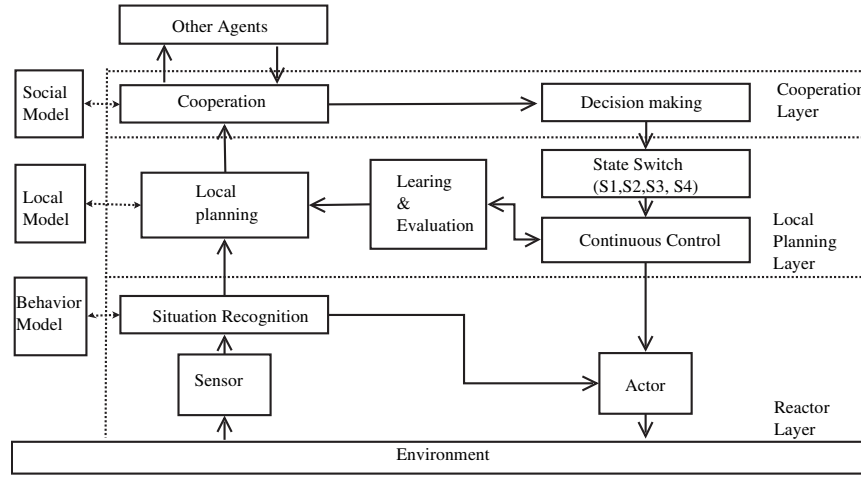 Other Agents
Social
Model
Cooperation
Decision making
Cooperation
Layer
Local
Model
Local
planning
Learing
&
Evaluation
State Switch
(S1,S2,S3, S4)
Continuous Control
Local
Planning
Layer
Behavior
Model
Situation Recognition
Sensor
Actor
Reactor
Layer
Environment